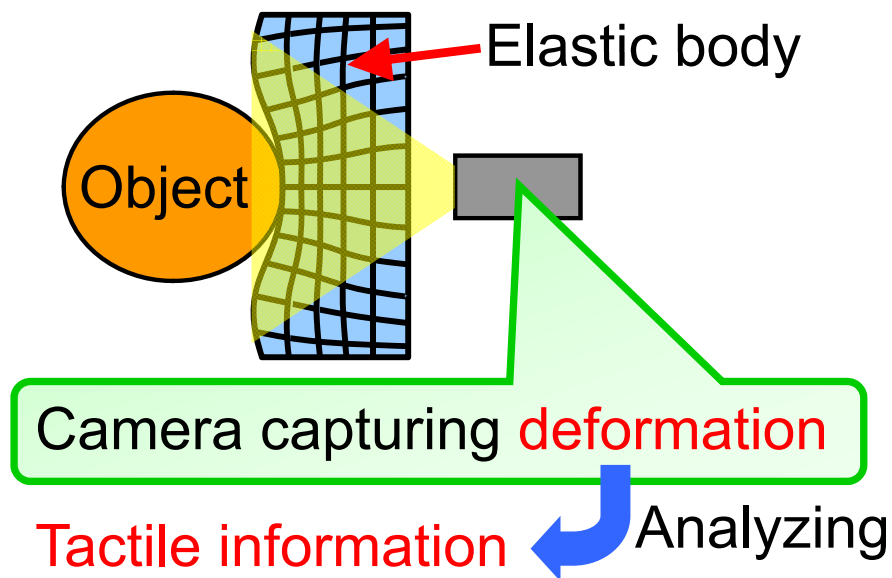 Elastic body
Object
Camera capturing deformation
Analyzing
Tactile information